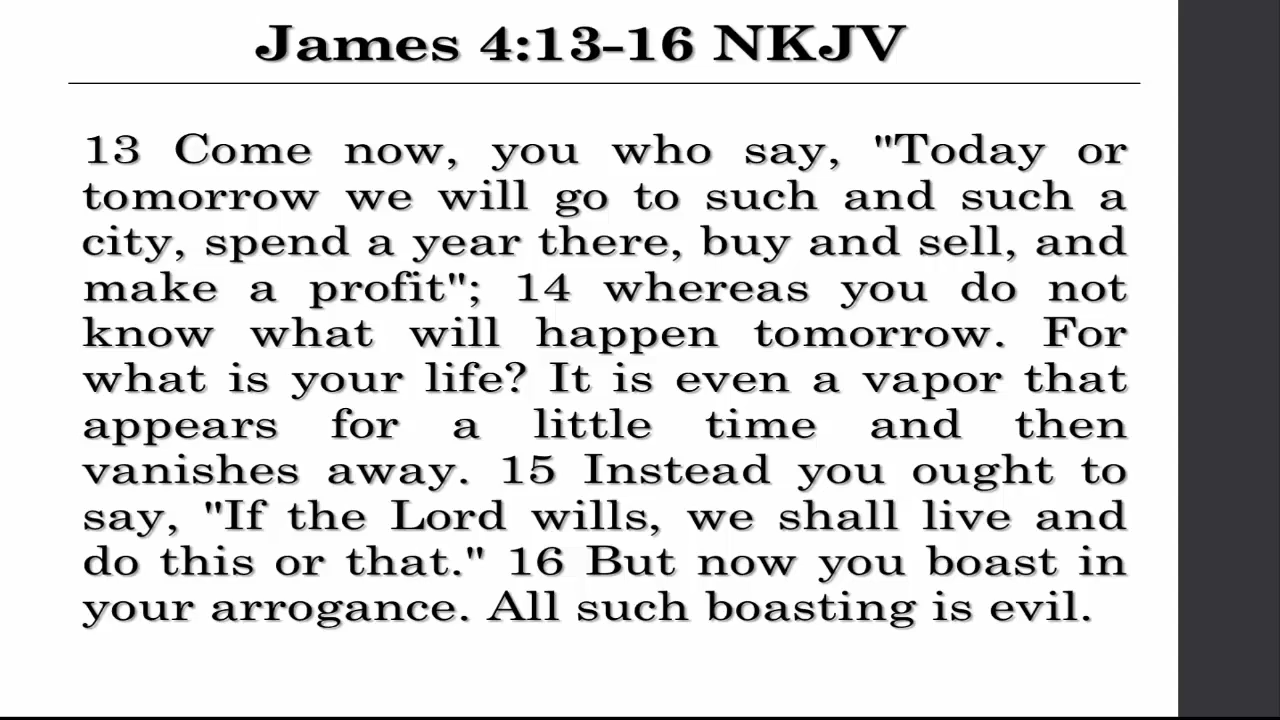 James 4:13-16 NKJV
13 Come now, you who say, "Today or
tomorrow we will go to such and such a
city, spend a year there, buy and sell, and
make a profit"; 14 whereas you do not
know what will happen tomorrow. For
what is your life? It is even a vapor that
appears for a little time and then
vanishes away. 15 Instead you ought to
say, "If the Lord wills, we shall live and
do this or that." 16 But now you boast in
your arrogance. All such boasting is evil.